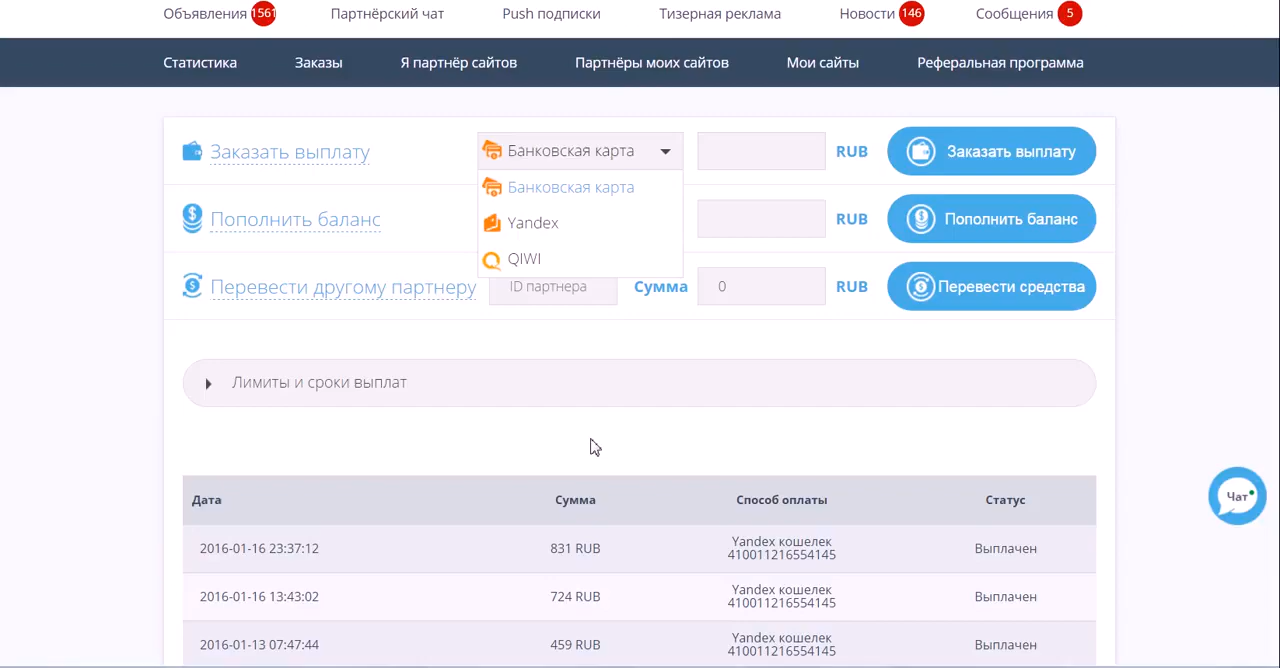 Объявления 1561 Партнёрский чат Push подписки Тизерная реклама Новости 146 Сообщения 5
Статистика Заказы Я партнёр сайтов Партнёры моих сайтов Мои сайты Реферальная программа
Заказать выплату Банковская карта RUB Заказать выплату
Банковская карта
Пополнить баланс Yandex RUB Пополнить баланс
QIWI
Перевести другому партнеру ID партнера Сумма 0 RUB Перевести средства
Лимиты и сроки выплат
Чат
Дата Сумма Способ оплаты Статус
2016-01-16 23:37:12 831 RUB Yandex кошелек 410011216554145 Выплачен
2016-01-16 13:43:02 724 RUB Yandex кошелек 410011216554145 Выплачен
2016-01-13 07:47:44 459 RUB Yandex кошелек 410011216554145 Выплачен